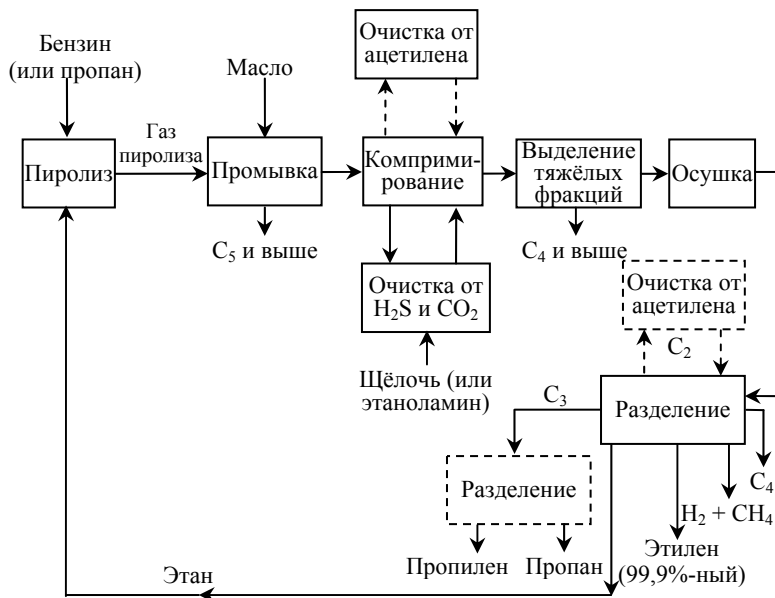 Бензин
(или пропан)
Масло
Очистка от
ацетилена
Газ
пиролиза
Пиролиз
Промывка
Комприми-
рование
Выделение
тяжёлых
фракций
Осушка
C₅ и выше
C₄ и выше
Очистка от
H₂S и CO₂
Очистка от
ацетилена
C₂
Щёлочь (или
этаноламин)
C₃
Разделение
Разделение
C₄
H₂ + CH₄
Пропилен
Пропан
Этилен
(99,9%-ный)
Этан